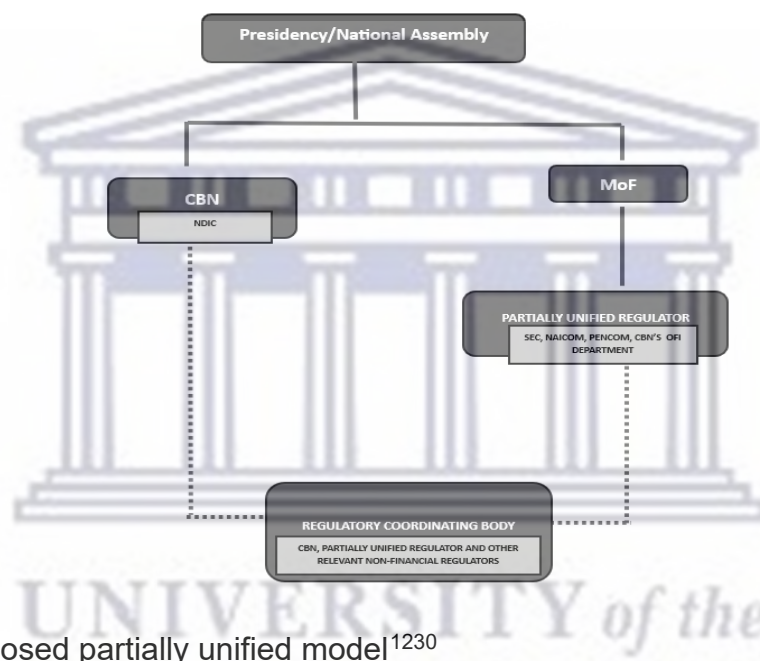 Presidency/National Assembly
CBN
NDIC
MoF
PARTIALLY UNIFIED REGULATOR
SEC, NAICOM, PENCOM, CBN'S OFI
DEPARTMENT
REGULATORY COORDINATING BODY
CBN, PARTIALLY UNIFIED REGULATOR AND OTHER
RELEVANT NON-FINANCIAL REGULATORS
UNIVERSITY of the
osed partially unified model1230